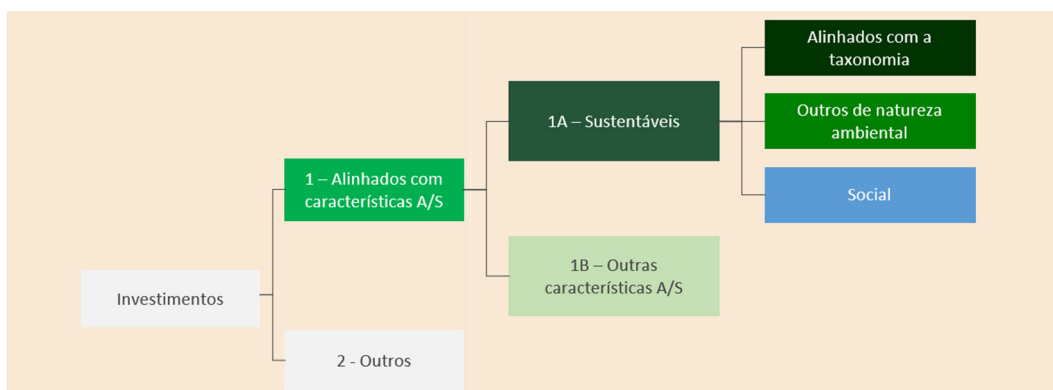 Investimentos
1 – Alinhados com
características A/S
2 - Outros
1A – Sustentáveis
1B – Outras
características A/S
Alinhados com a
taxonomia
Outros de natureza
ambiental
Social